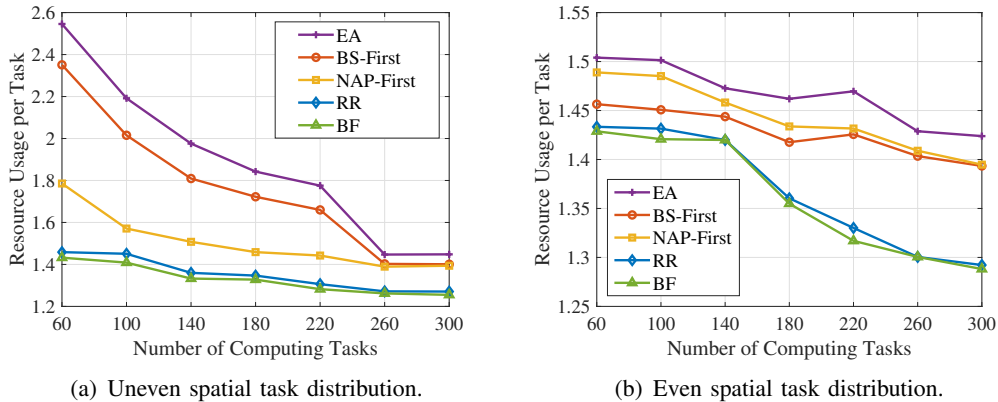 2.6
2.4
2.2
2
1.8
1.6
1.4
1.2
Resource Usage per Task
60 100 140 180 220 260 300
Number of Computing Tasks
EA
BS-First
NAP-First
RR
BF
(a) Uneven spatial task distribution.
1.55
1.5
1.45
1.4
1.35
1.3
1.25
Resource Usage per Task
60 100 140 180 220 260 300
Number of Computing Tasks
EA
BS-First
NAP-First
RR
BF
(b) Even spatial task distribution.